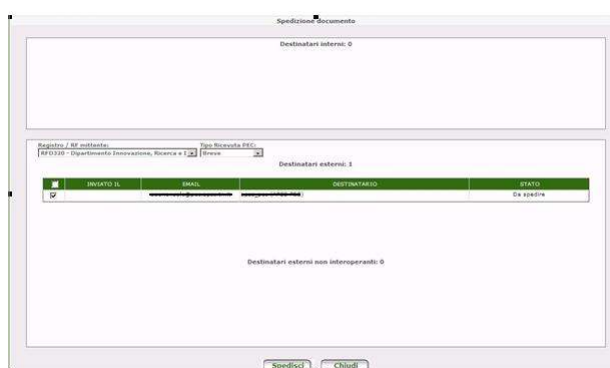 Spedizione documento
Destinatari interni: 0
Registro / RF mittente: Tipo Ricevuta PEC:
RFD320 - Dipartimento Innovazione, Ricerca e Breve
Destinatari esterni: 1
INVIATO IL EMAIL DESTINATARIO STATO
Da spedire
Destinatari esterni non interoperanti: 0
Spedisci Chiudi